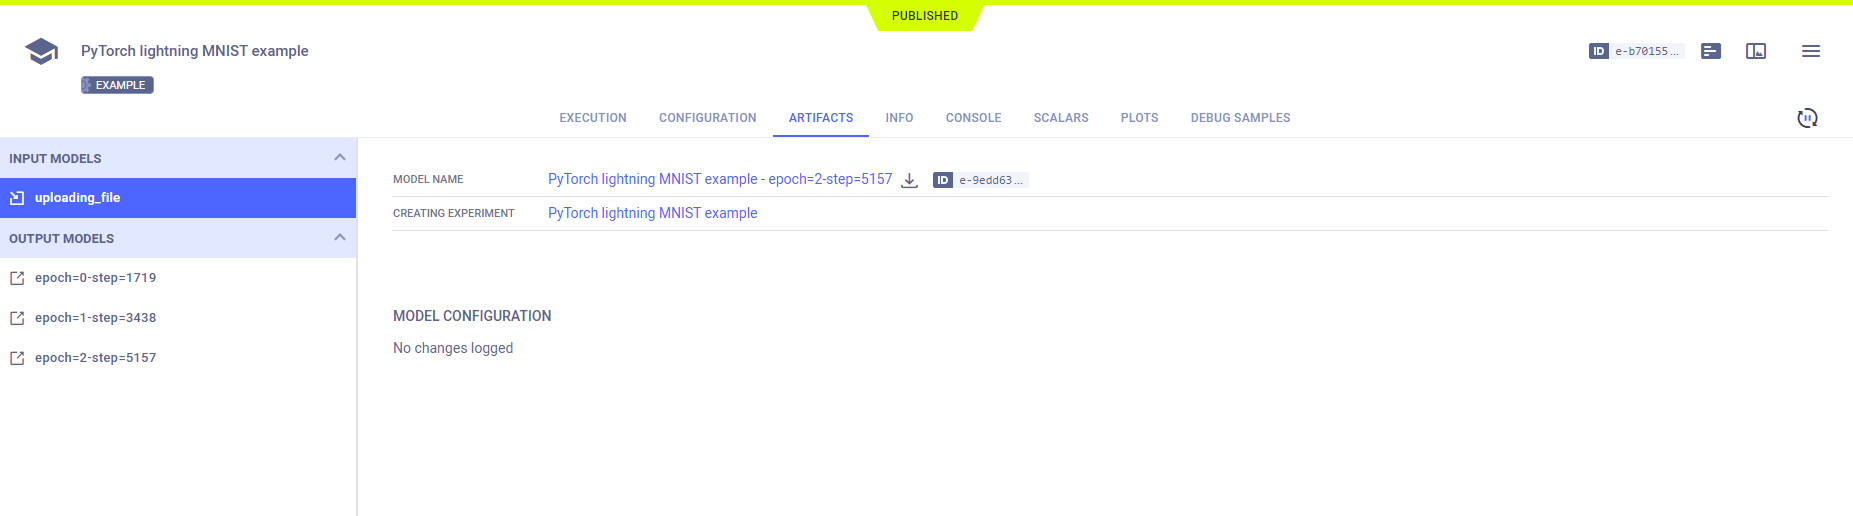 PUBLISHED
PyTorch lightning MNIST example
ID e-b70155...
EXAMPLE
EXECUTION CONFIGURATION ARTIFACTS INFO CONSOLE SCALARS PLOTS DEBUG SAMPLES
INPUT MODELS
uploading_file
OUTPUT MODELS
epoch=0-step=1719
epoch=1-step=3438
epoch=2-step=5157
MODEL NAME PyTorch lightning MNIST example - epoch=2-step=5157 ID e-9edd63...
CREATING EXPERIMENT PyTorch lightning MNIST example
MODEL CONFIGURATION
No changes logged